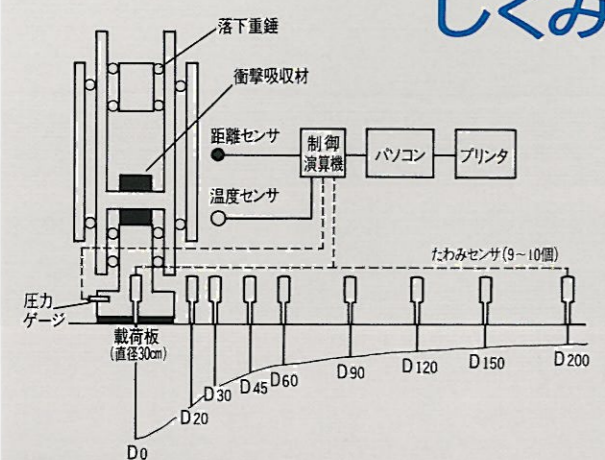 しくみ
落下重錘
衝撃吸収材
距離センサ
制御
演算機
パソコン
プリンタ
温度センサ
たわみセンサ(9〜10個)
圧力
ゲージ
載荷板
(直径30cm)
D0
D20
D30
D45
D60
D90
D120
D150
D200